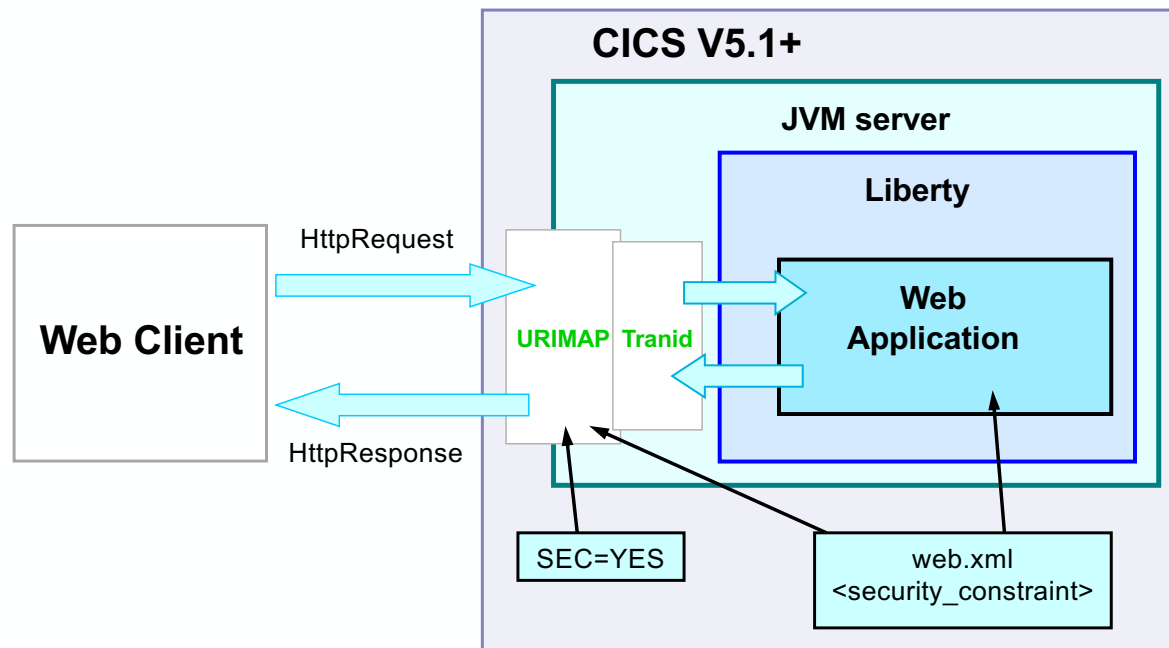 CICS V5.1+
JVM server
Liberty
HttpRequest
Web Client
URIMAP
Tranid
Web
Application
HttpResponse
SEC=YES
web.xml
<security_constraint>